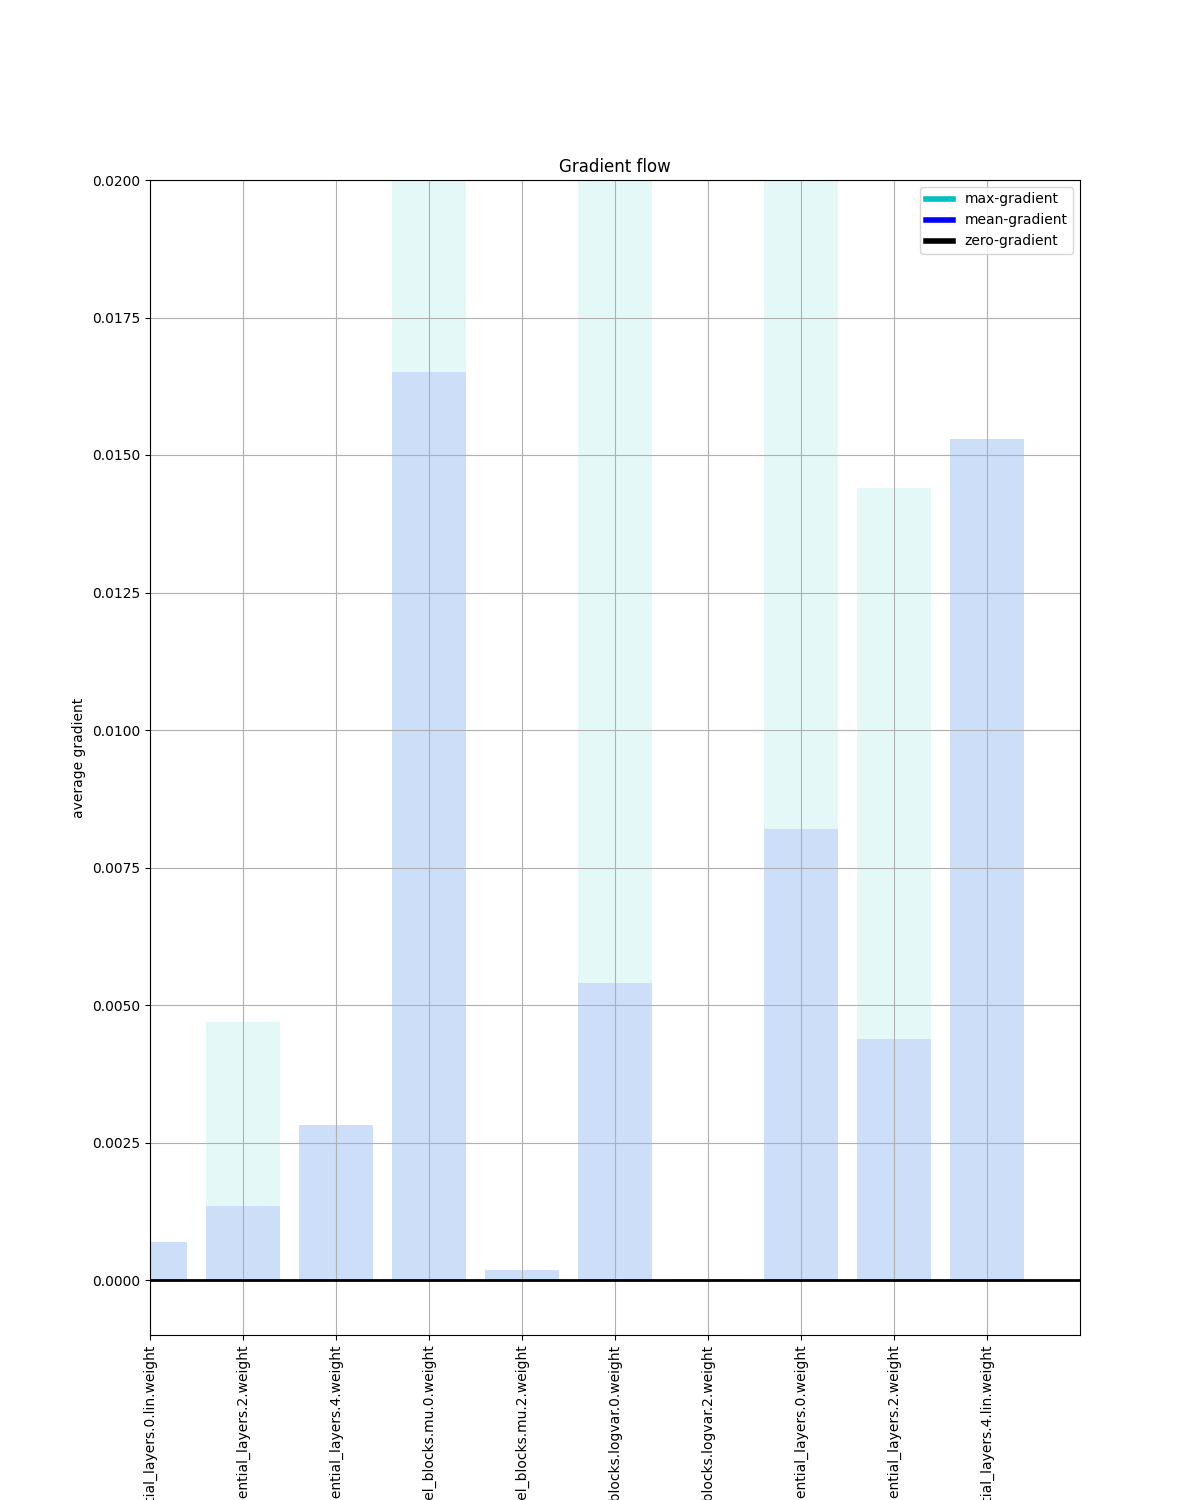 Gradient flow
max-gradient
mean-gradient
zero-gradient
average gradient
0.0200
0.0175
0.0150
0.0125
0.0100
0.0075
0.0050
0.0025
0.0000
tial_layers.0.lin.weight
ential_layers.2.weight
ential_layers.4.weight
el_blocks.mu.0.weight
el_blocks.mu.2.weight
blocks.logvar.0.weight
blocks.logvar.2.weight
ential_layers.0.weight
ential_layers.2.weight
tial_layers.4.lin.weight